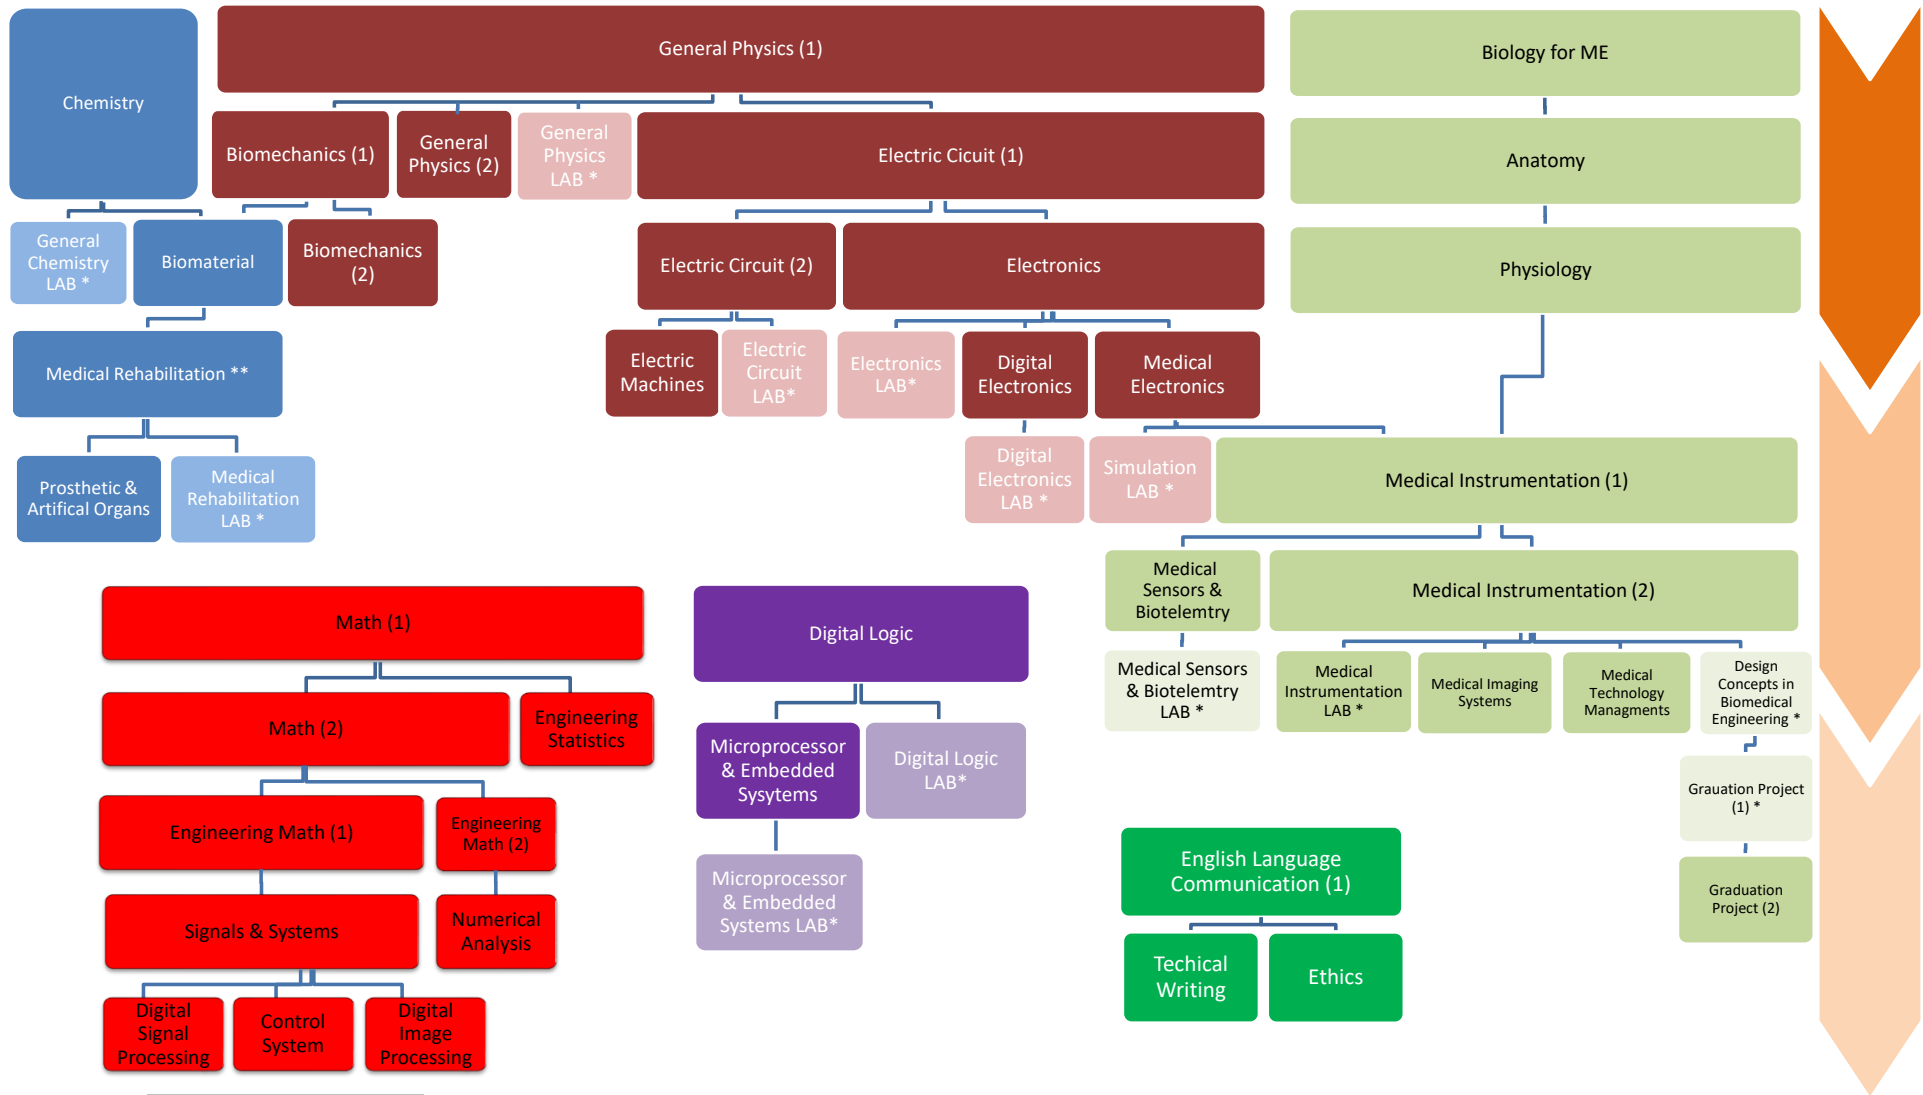 Chemistry
General Physics (1)
Biology for ME
Biomechanics (1)
General
Physics (2)
General
Physics
LAB *
Electric Cicuit (1)
Anatomy
General
Chemistry
LAB *
Biomaterial
Biomechanics
(2)
Electric Circuit (2)
Electronics
Physiology
Medical Rehabilitation **
Electric
Machines
Electric
Circuit
LAB*
Electronics
LAB*
Digital
Electronics
Medical
Electronics
Prosthetic &
Artifical Organs
Medical
Rehabilitation
LAB *
Digital
Electronics
LAB *
Simulation
LAB *
Medical Instrumentation (1)
Medical
Sensors &
Biotelemtry
Medical Instrumentation (2)
Medical Sensors
& Biotelemtry
LAB *
Medical
Instrumentation
LAB *
Medical Imaging
Systems
Medical
Technology
Managments
Design
Concepts in
Biomedical
Engineering *
Grauation Project
(1) *
Graduation
Project (2)
Math (1)
Math (2)
Engineering
Statistics
Engineering Math (1)
Engineering
Math (2)
Signals & Systems
Numerical
Analysis
Digital
Signal
Processing
Control
System
Digital
Image
Processing
Digital Logic
Microprocessor
& Embedded
Sysytems
Digital Logic
LAB*
Microprocessor
& Embedded
Systems LAB*
English Language
Communication (1)
Techical
Writing
Ethics